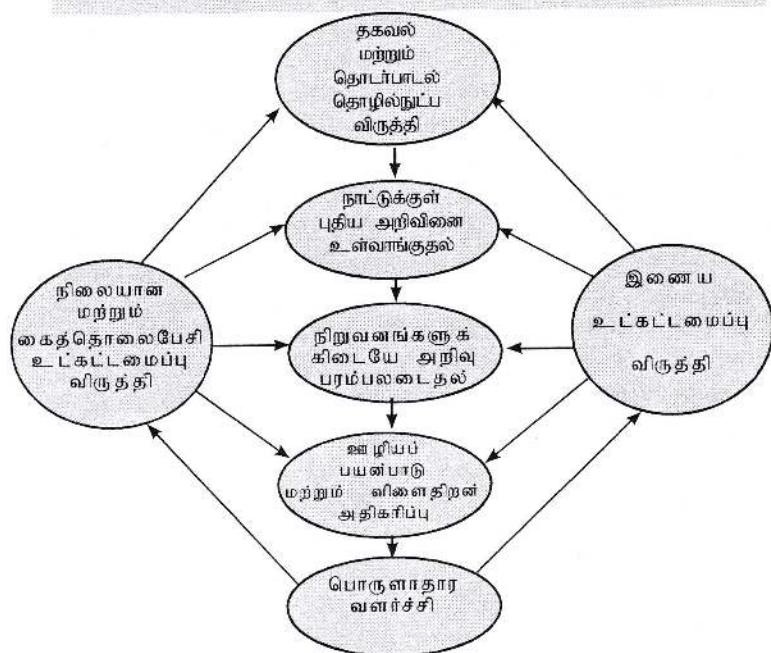 தகவல்
மற்றும்
தொடர்பாடல்
தொழில்நுட்ப
விருத்தி
நாட்டுக்குள்
புதிய அறிவினை
உள்வாங்குதல்
நிலையான
மற்றும்
கைத்தொலைபேசி
உட்கட்டமைப்பு
விருத்தி
இணைய
உட்கட்டமைப்பு
விருத்தி
நிறுவனங்களுக்
கிடையே அறிவு
பரம்பலடைதல்
ஊழியப்
பயன்பாடு
மற்றும் விளைதிறன்
அதிகரிப்பு
பொருளாதார
வளர்ச்சி